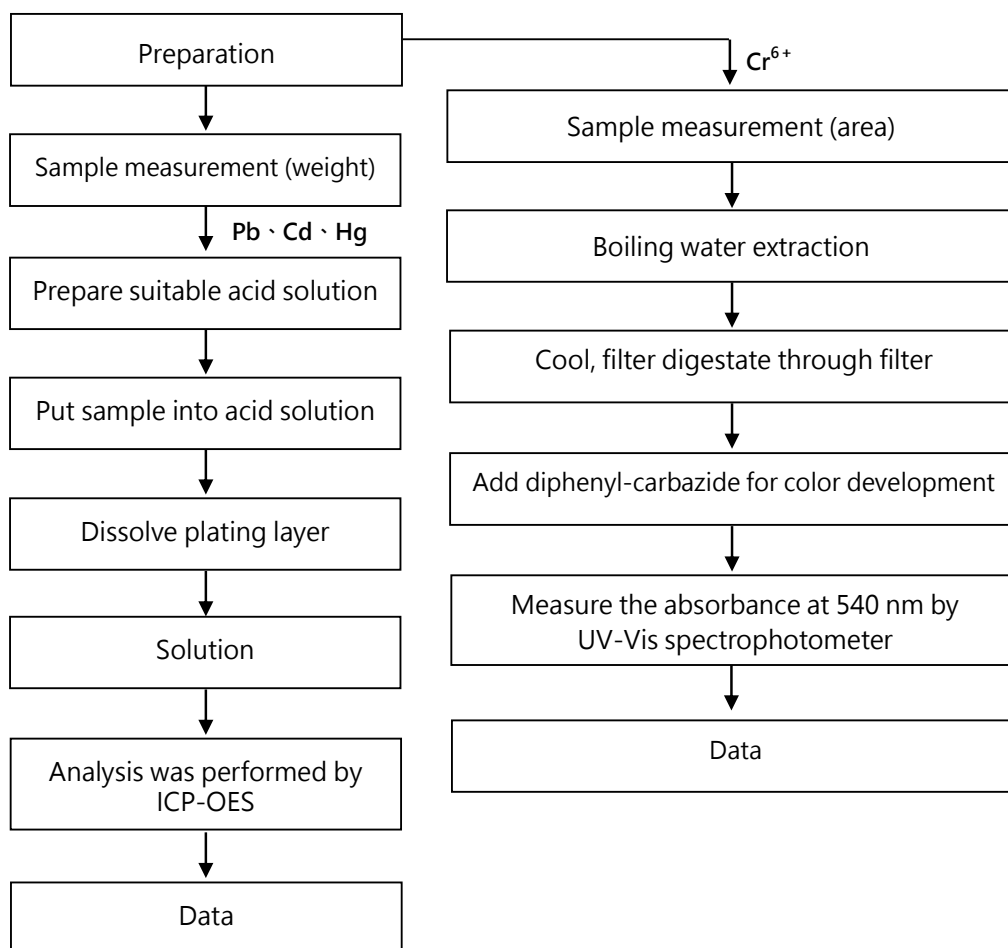 Preparation
Sample measurement (weight)
Pb、Cd、Hg
Prepare suitable acid solution
Put sample into acid solution
Dissolve plating layer
Solution
Analysis was performed by
ICP-OES
Data
Cr⁶⁺
Sample measurement (area)
Boiling water extraction
Cool, filter digestate through filter
Add diphenyl-carbazide for color development
Measure the absorbance at 540 nm by
UV-Vis spectrophotometer
Data